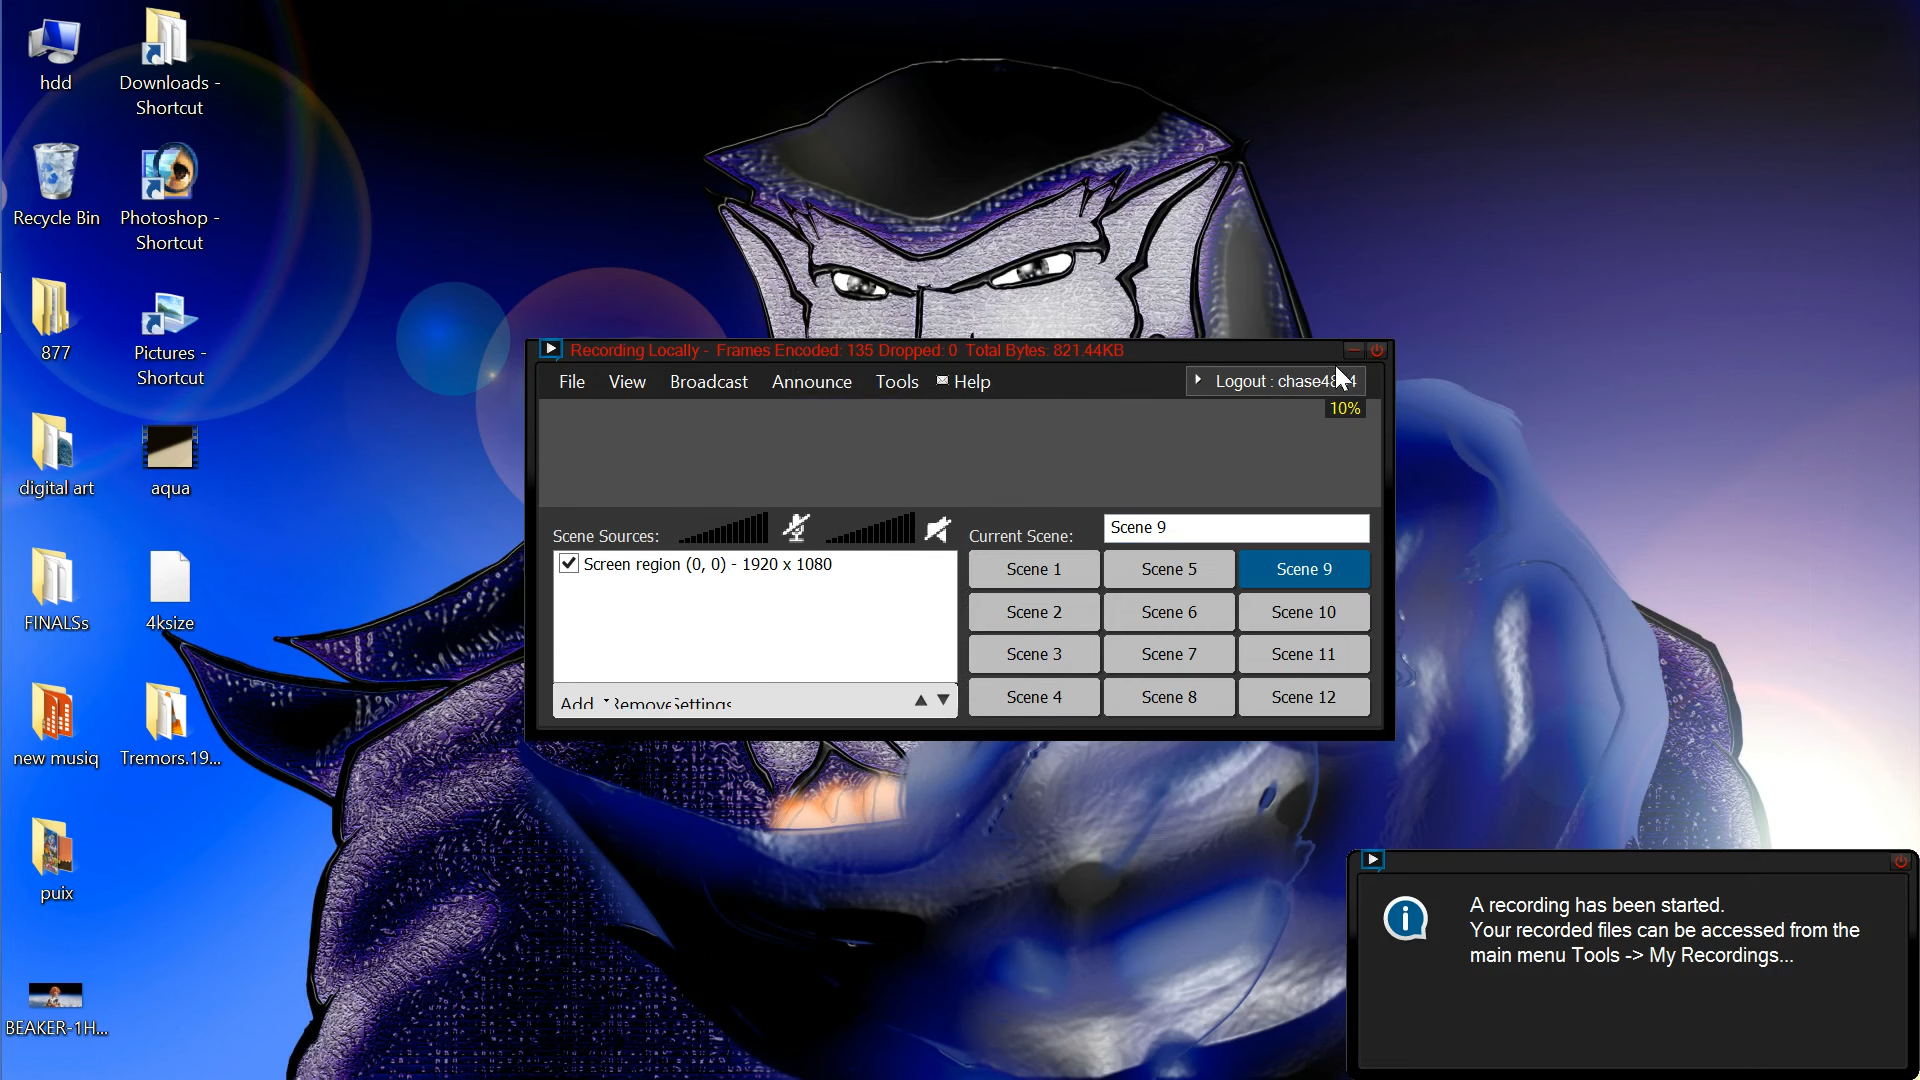 hdd
Downloads -
Shortcut
Recycle Bin
Photoshop -
Shortcut
877
Pictures -
Shortcut
digital art
aqua
FINALSs
4ksize
new musiq
Tremors.19...
puix
BEAKER-1H...
Recording Locally - Frames Encoded: 135 Dropped: 0 Total Bytes: 821.44KB
File View Broadcast Announce Tools Help
Logout : chase4
10%
Scene Sources:
Current Scene:
Scene 9
Screen region (0, 0) - 1920 x 1080
Add Remove Settings
Scene 1 Scene 5 Scene 9
Scene 2 Scene 6 Scene 10
Scene 3 Scene 7 Scene 11
Scene 4 Scene 8 Scene 12
A recording has been started.
Your recorded files can be accessed from the
main menu Tools -> My Recordings...